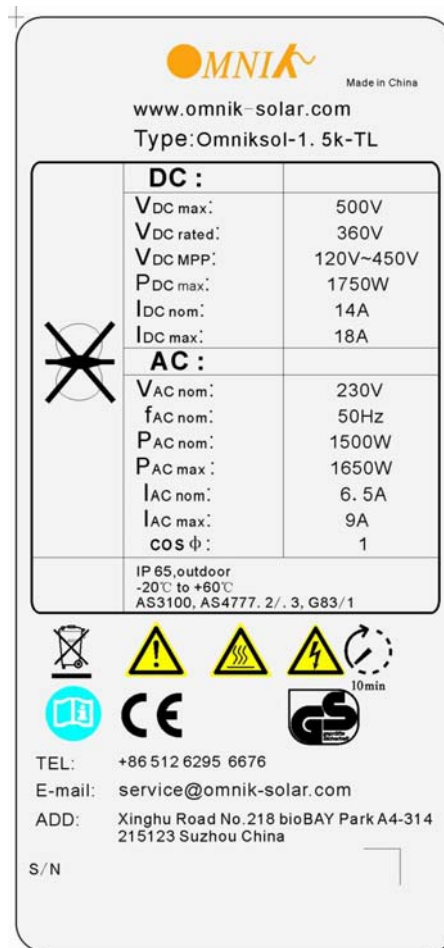 OMNIK
Made in China
www.omnik-solar.com
Type:Omniksol-1. 5k-TL
DC :
VDC max: 500V
VDC rated: 360V
VDC MPP: 120V~450V
PDC max: 1750W
IDC nom: 14A
IDC max: 18A
AC :
VAC nom: 230V
fAC nom: 50Hz
PAC nom: 1500W
PAC max : 1650W
IAC nom: 6. 5A
IAC max: 9A
cos ϕ : 1
IP 65,outdoor
-20℃ to +60℃
AS3100, AS4777. 2/. 3, G83/1
10min
CE
GS
TEL: +86 512 6295 6676
E-mail: service@omnik-solar.com
ADD: Xinghu Road No.218 bioBAY Park A4-314
215123 Suzhou China
S/N